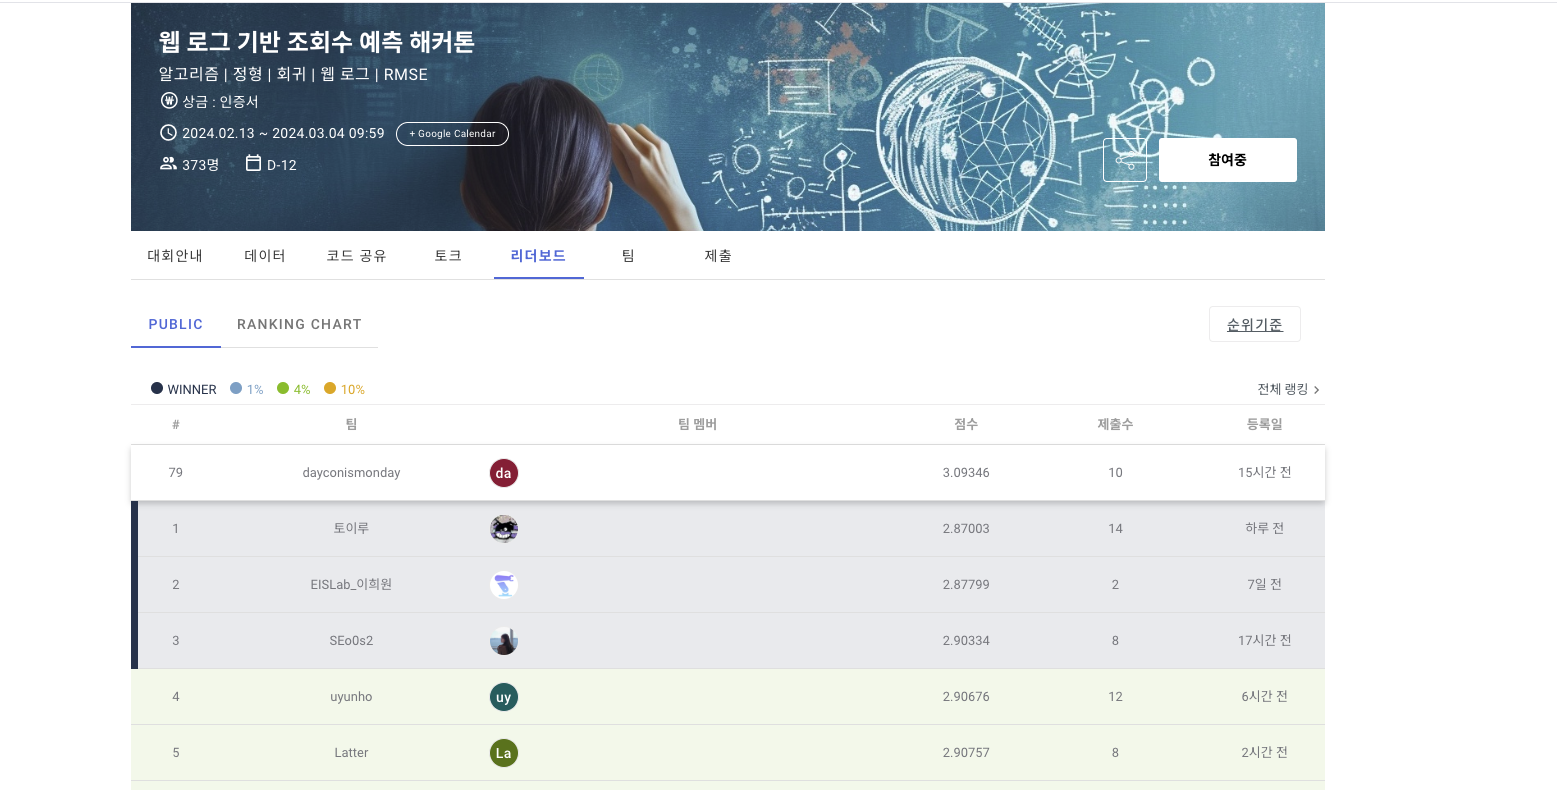 웹 로그 기반 조회수 예측 해커톤
알고리즘 | 정형 | 회귀 | 웹 로그 | RMSE
상금 : 인증서
2024.02.13 ~ 2024.03.04 09:59 + Google Calendar
373명 D-12
참여중
대회안내 데이터 코드 공유 토크 리더보드 팀 제출
PUBLIC RANKING CHART
순위기준
WINNER 1% 4% 10%
전체 랭킹
# 팀 팀 멤버 점수 제출수 등록일
79 dayconismonday da 3.09346 10 15시간 전
1 토이루 2.87003 14 하루 전
2 EISLab_이희원 2.87799 2 7일 전
3 SEo0s2 2.90334 8 17시간 전
4 uyunho uy 2.90676 12 6시간 전
5 Latter La 2.90757 8 2시간 전